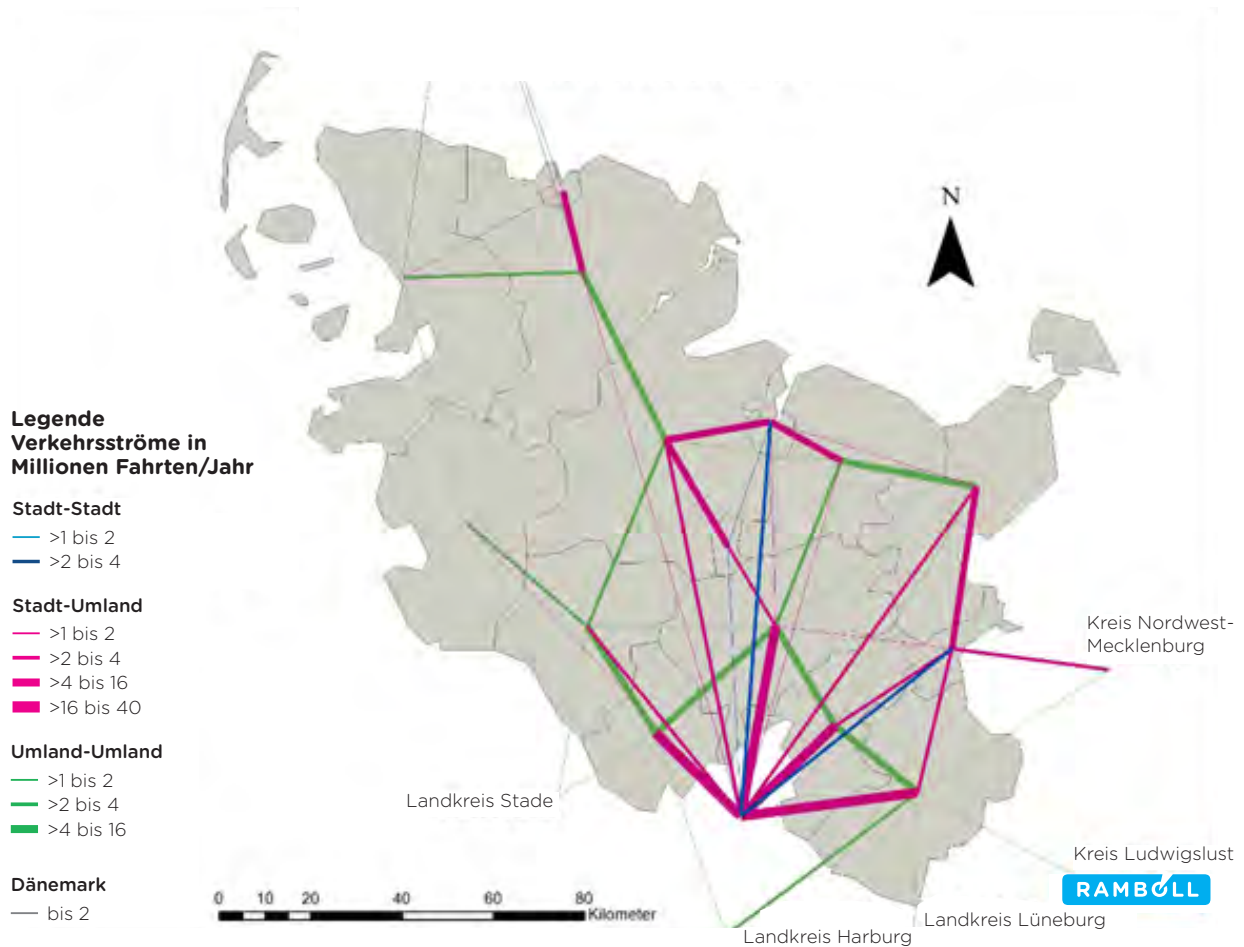 N
Legende
Verkehrsströme in
Millionen Fahrten/Jahr
Stadt-Stadt
>1 bis 2
>2 bis 4
Stadt-Umland
>1 bis 2
>2 bis 4
>4 bis 16
>16 bis 40
Umland-Umland
>1 bis 2
>2 bis 4
>4 bis 16
Dänemark
bis 2
Kreis Nordwest-
Mecklenburg
Landkreis Stade
Kreis Ludwigslust
RAMBOLL
0 10 20 40 60 80
Kilometer
Landkreis Lüneburg
Landkreis Harburg